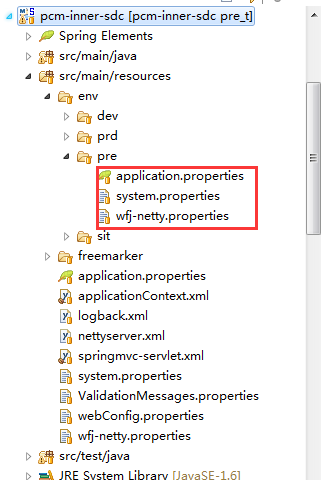 pcm-inner-sdc [pcm-inner-sdc pre_t]
Spring Elements
src/main/java
src/main/resources
env
dev
prd
pre
application.properties
system.properties
wfj-netty.properties
sit
freemarker
application.properties
applicationContext.xml
logback.xml
nettyserver.xml
springmvc-servlet.xml
system.properties
ValidationMessages.properties
webConfig.properties
wfj-netty.properties
src/test/java
JRE System Library [JavaSE-1.6]